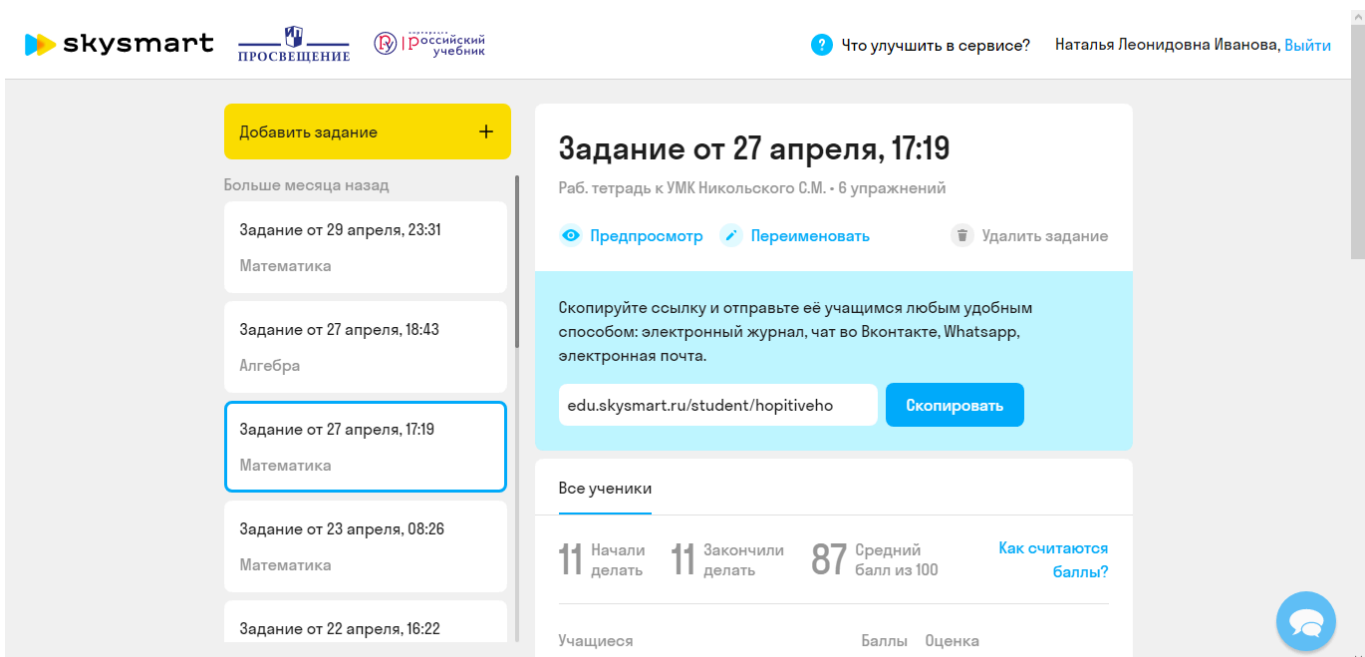 skysmart
ПРОСВЕЩЕНИЕ
российский
учебник
Что улучшить в сервисе?
Наталья Леонидовна Иванова, Выйти
Добавить задание
Больше месяца назад
Задание от 29 апреля, 23:31
Математика
Задание от 27 апреля, 18:43
Алгебра
Задание от 27 апреля, 17:19
Математика
Задание от 23 апреля, 08:26
Математика
Задание от 22 апреля, 16:22
Задание от 27 апреля, 17:19
Раб. тетрадь к УМК Никольского С.М. • 6 упражнений
Предпросмотр
Переименовать
Удалить задание
Скопируйте ссылку и отправьте её учащимся любым удобным
способом: электронный журнал, чат во Вконтакте, Whatsapp,
электронная почта.
edu.skysmart.ru/student/hopitiveho
Скопировать
Все ученики
11 Начали делать
11 Закончили делать
87 Средний балл из 100
Как считаются
баллы?
Учащиеся
Баллы
Оценка